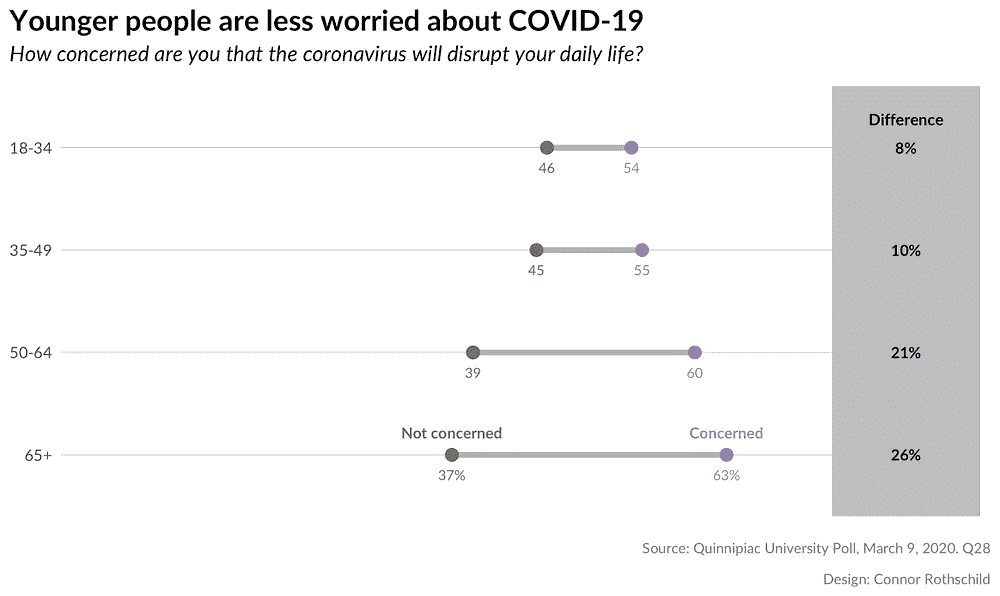 Younger people are less worried about COVID-19
How concerned are you that the coronavirus will disrupt your daily life?
Difference
18-34 8%
46 54
35-49 10%
45 55
50-64 21%
39 60
Not concerned Concerned
65+ 26%
37% 63%
Source: Quinnipiac University Poll, March 9, 2020. Q28
Design: Connor Rothschild